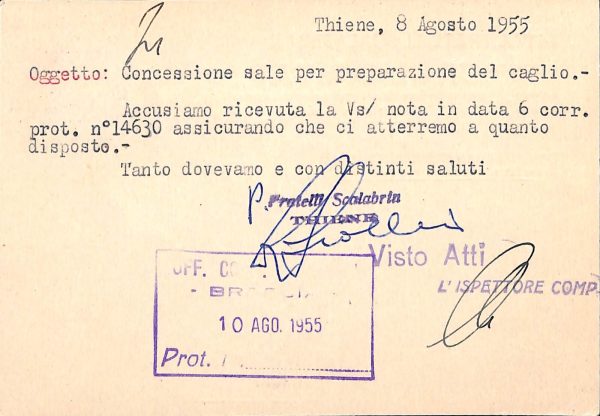 Thiene, 8 Agosto 1955
Oggetto: Concessione sale per preparazione del caglio.-
Accusiamo ricevuta la Vs/ nota in data 6 corr.
prot. n°14630 assicurando che ci atterremo a quanto
disposto.-
Tanto dovevamo e con distinti saluti
P.
Fratelli Scalabrin
THIENE
Visto Atti
L'ISPETTORE COMP
UFF.
10 AGO. 1955
Prot.